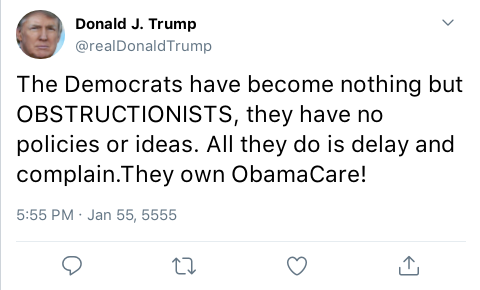 Donald J. Trump
@realDonaldTrump
The Democrats have become nothing but
OBSTRUCTIONISTS, they have no
policies or ideas. All they do is delay and
complain.They own ObamaCare!
5:55 PM · Jan 55, 5555